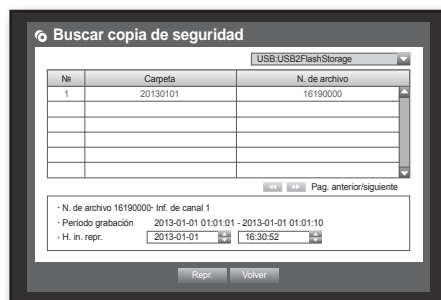 Buscar copia de seguridad
USB:USB2FlashStorage
№ Carpeta N. de archivo
1 20130101 16190000
Pag. anterior/siguiente
· N. de archivo 16190000· Inf. de canal 1
· Período grabación 2013-01-01 01:01:01 - 2013-01-01 01:01:10
· H. in. repr. 2013-01-01 16:30:52
Repr. Volver